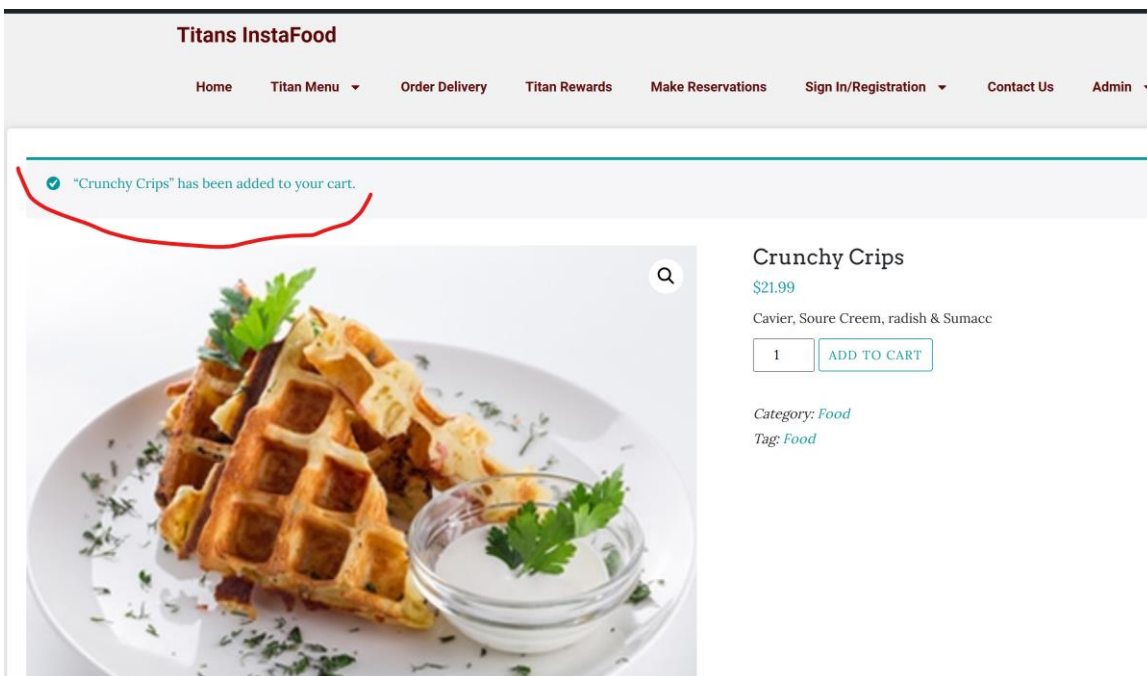 Titans InstaFood
Home Titan Menu Order Delivery Titan Rewards Make Reservations Sign In/Registration Contact Us Admin
“Crunchy Crips” has been added to your cart.
Crunchy Crips
$21.99
Cavier, Soure Creem, radish & Sumacc
1 ADD TO CART
Category: Food
Tag: Food